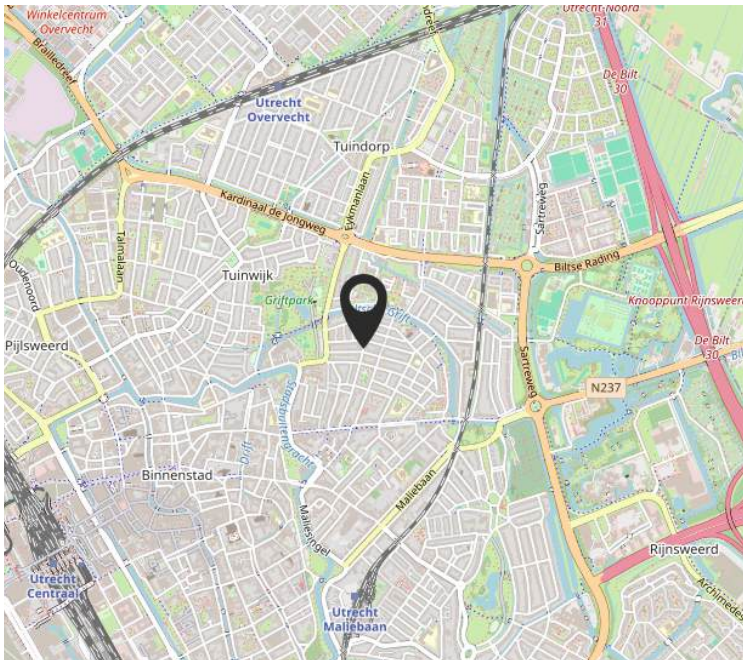 Winkelcentrum
Overvecht
Brailledreef
Utrecht-Noord
31
De Bilt
30
Utrecht
Overvecht
Tuindorp
Kardinaal de Jongweg
Eykmanlaan
Sartreweg
Biltse Rading
Talmalaan
Oudenoord
Tuinwijk
Griftpark
Grift
Knooppunt Rijnsweerd
Pijlsweerd
De Bilt
30
Sartreweg
N237
Stadsbuitengracht
Drift
Binnenstad
Maliebaan
Maliesingel
Rijnsweerd
Utrecht
Centraal
Utrecht
Maliebaan